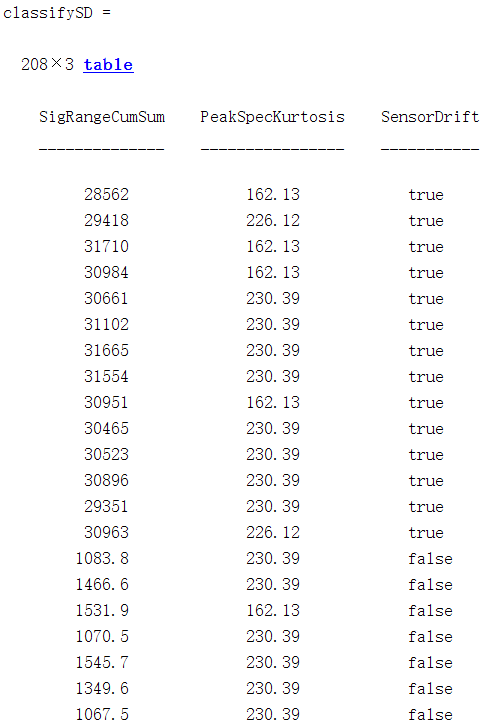 classifySD =
208×3 table
SigRangeCumSum PeakSpecKurtosis SensorDrift
______________ ________________ ___________
28562 162.13 true
29418 226.12 true
31710 162.13 true
30984 162.13 true
30661 230.39 true
31102 230.39 true
31665 230.39 true
31554 230.39 true
30951 162.13 true
30465 230.39 true
30523 230.39 true
30896 230.39 true
29351 230.39 true
30963 226.12 true
1083.8 230.39 false
1466.6 230.39 false
1531.9 162.13 false
1070.5 230.39 false
1545.7 230.39 false
1349.6 230.39 false
1067.5 230.39 false